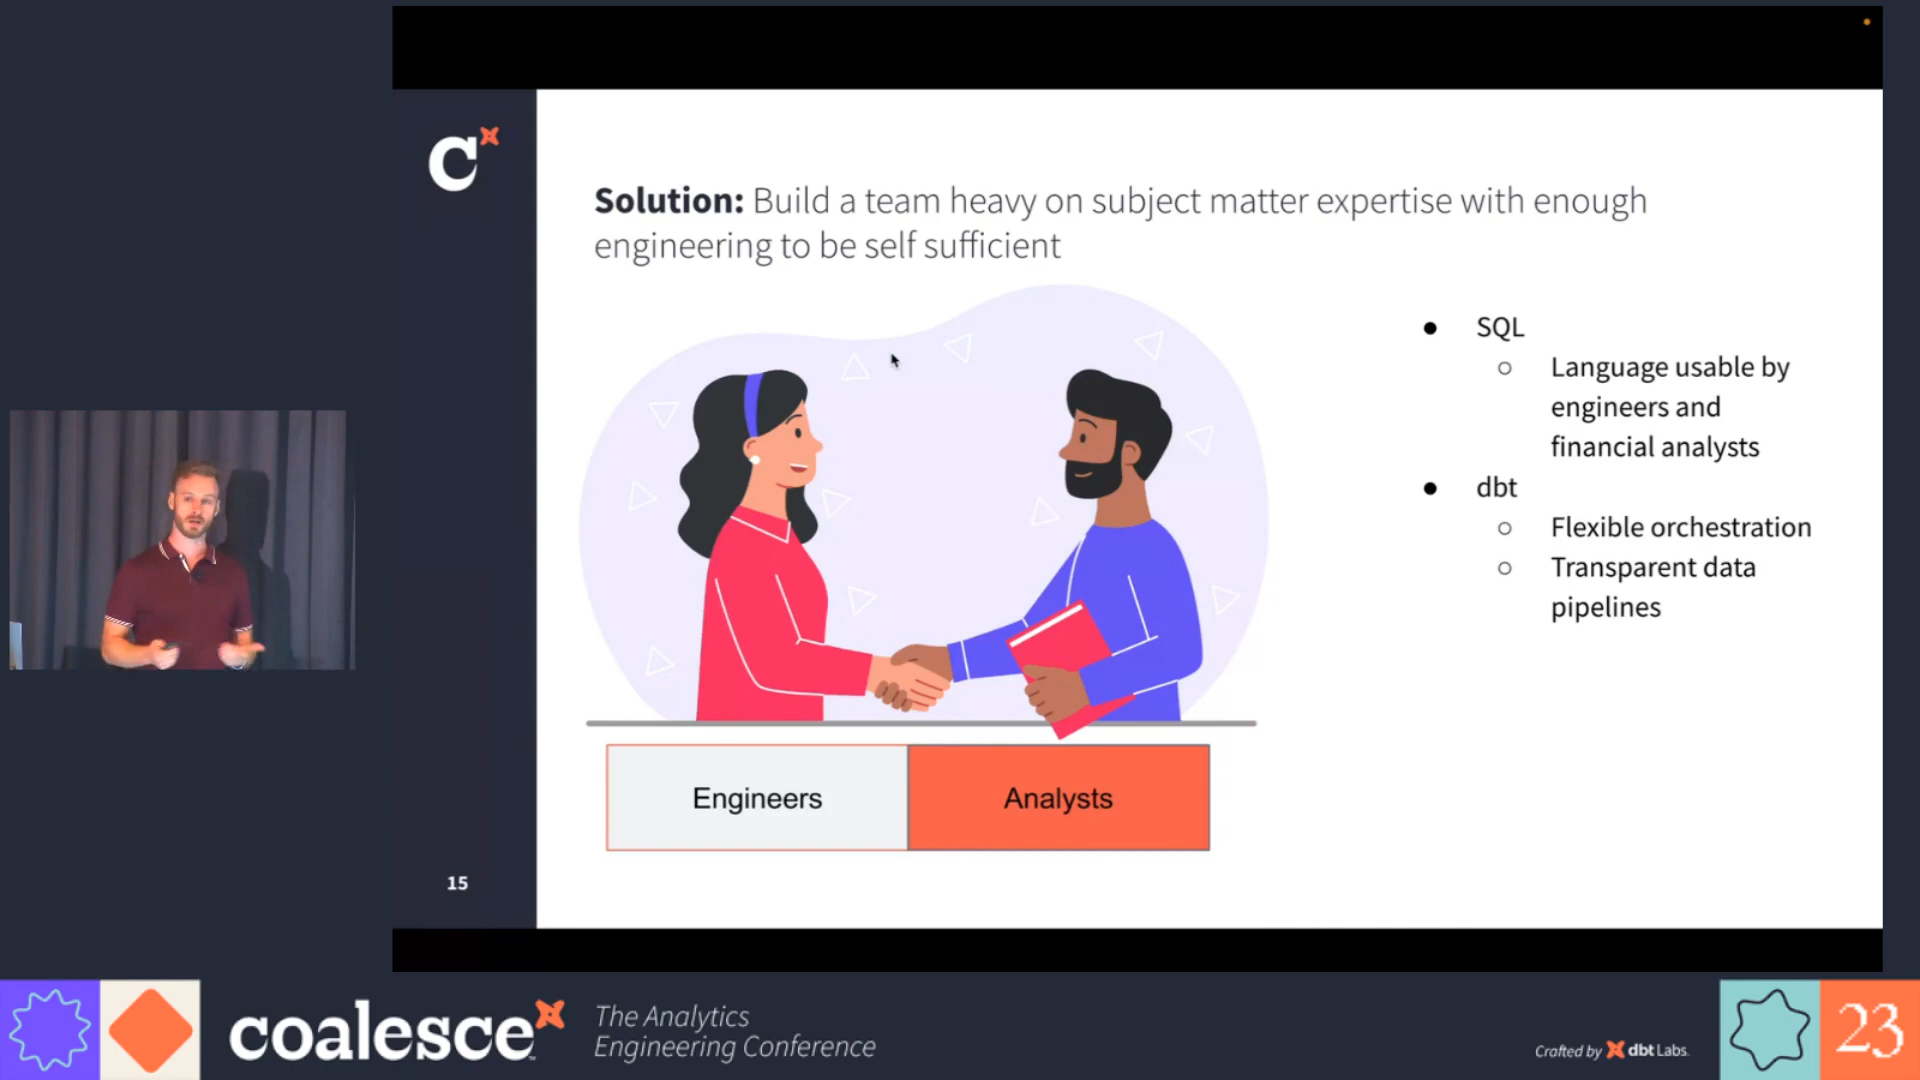 C
Solution: Build a team heavy on subject matter expertise with enough
engineering to be self sufficient
● SQL
○ Language usable by
engineers and
financial analysts
● dbt
○ Flexible orchestration
○ Transparent data
pipelines
Engineers
Analysts
15
coalesce
The Analytics
Engineering Conference
Crafted by dbt Labs.
23